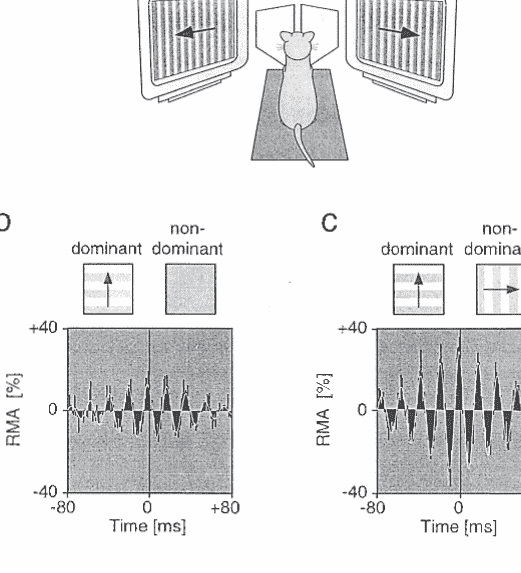 C
non-
dominant
dominant
non-
dominant
+40
0
-40
RMA [%]
-80
0
+80
Time [ms]
dominant
+40
0
-40
RMA [%]
-80
0
Time [ms]